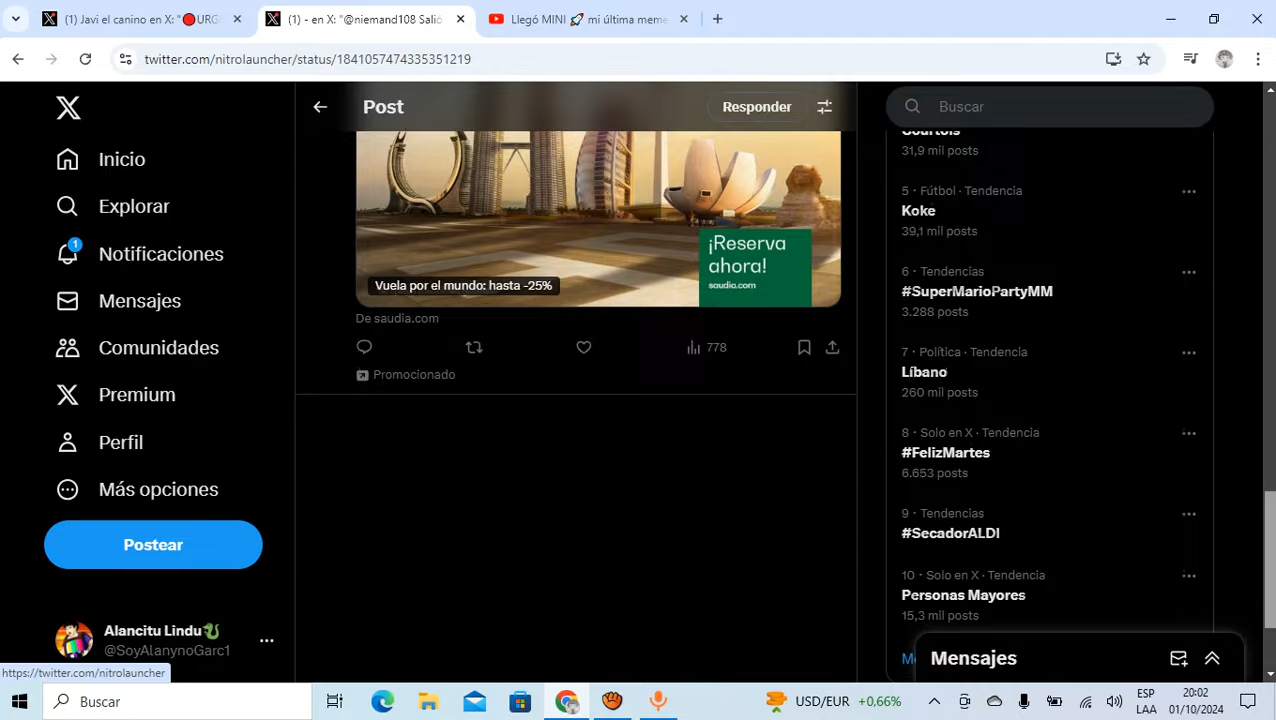 (1) Javi el canino en X: "🔴URG
(1) - en X: "@niemand108 Salió
Llegó MINI 🚀 mi última meme
twitter.com/nitrolauncher/status/1841057474335351219
Post
Responder
Buscar
Inicio
Explorar
1
Notificaciones
Mensajes
Comunidades
Premium
Perfil
Más opciones
Postear
Alancitu Lindu🐉
@SoyAlanynoGarc1
https://twitter.com/nitrolauncher
¡Reserva
ahora!
saudia.com
Vuela por el mundo: hasta -25%
De saudia.com
778
Promocionado
Courtois
31,9 mil posts
5 · Fútbol · Tendencia
Koke
39,1 mil posts
6 · Tendencias
#SuperMarioPartyMM
3.288 posts
7 · Política · Tendencia
Líbano
260 mil posts
8 · Solo en X · Tendencia
#FelizMartes
6.653 posts
9 · Tendencias
#SecadorALDI
10 · Solo en X · Tendencia
Personas Mayores
15,3 mil posts
Mensajes
Buscar
USD/EUR +0,66%
ESP
LAA
20:02
01/10/2024